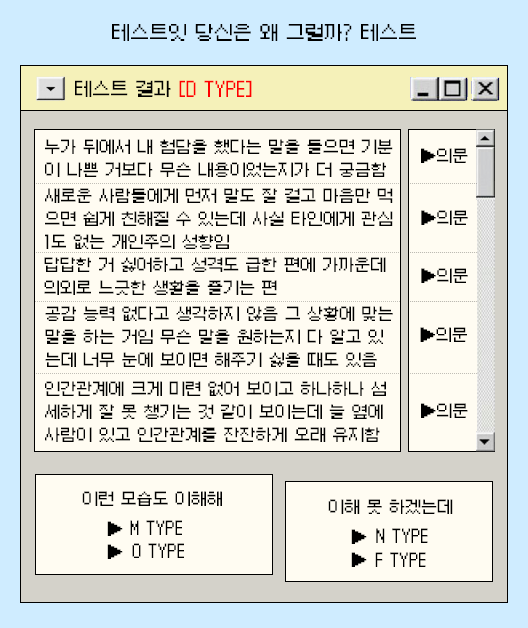 테스트잇 당신은 왜 그럴까? 테스트
테스트 결과 [D TYPE]
누가 뒤에서 내 험담을 했다는 말을 들으면 기분
이 나쁜 거보다 무슨 내용이었는지가 더 궁금함
▶의문
새로운 사람들에게 먼저 말도 잘 걸고 마음만 먹
으면 쉽게 친해질 수 있는데 사실 타인에게 관심
1도 없는 개인주의 성향임
▶의문
답답한 거 싫어하고 성격도 급한 편에 가까운데
의외로 느긋한 생활을 즐기는 편
▶의문
공감 능력 없다고 생각하지 않음 그 상황에 맞는
말을 하는 거임 무슨 말을 원하는지 다 알고 있
는데 너무 눈에 보이면 해주기 싫을 때도 있음
▶의문
인간관계에 크게 미련 없어 보이고 하나하나 섬
세하게 잘 못 챙기는 것 같이 보이는데 늘 옆에
사람이 있고 인간관계를 잔잔하게 오래 유지함
▶의문
이런 모습도 이해해
▶ M TYPE
▶ O TYPE
이해 못 하겠는데
▶ N TYPE
▶ F TYPE